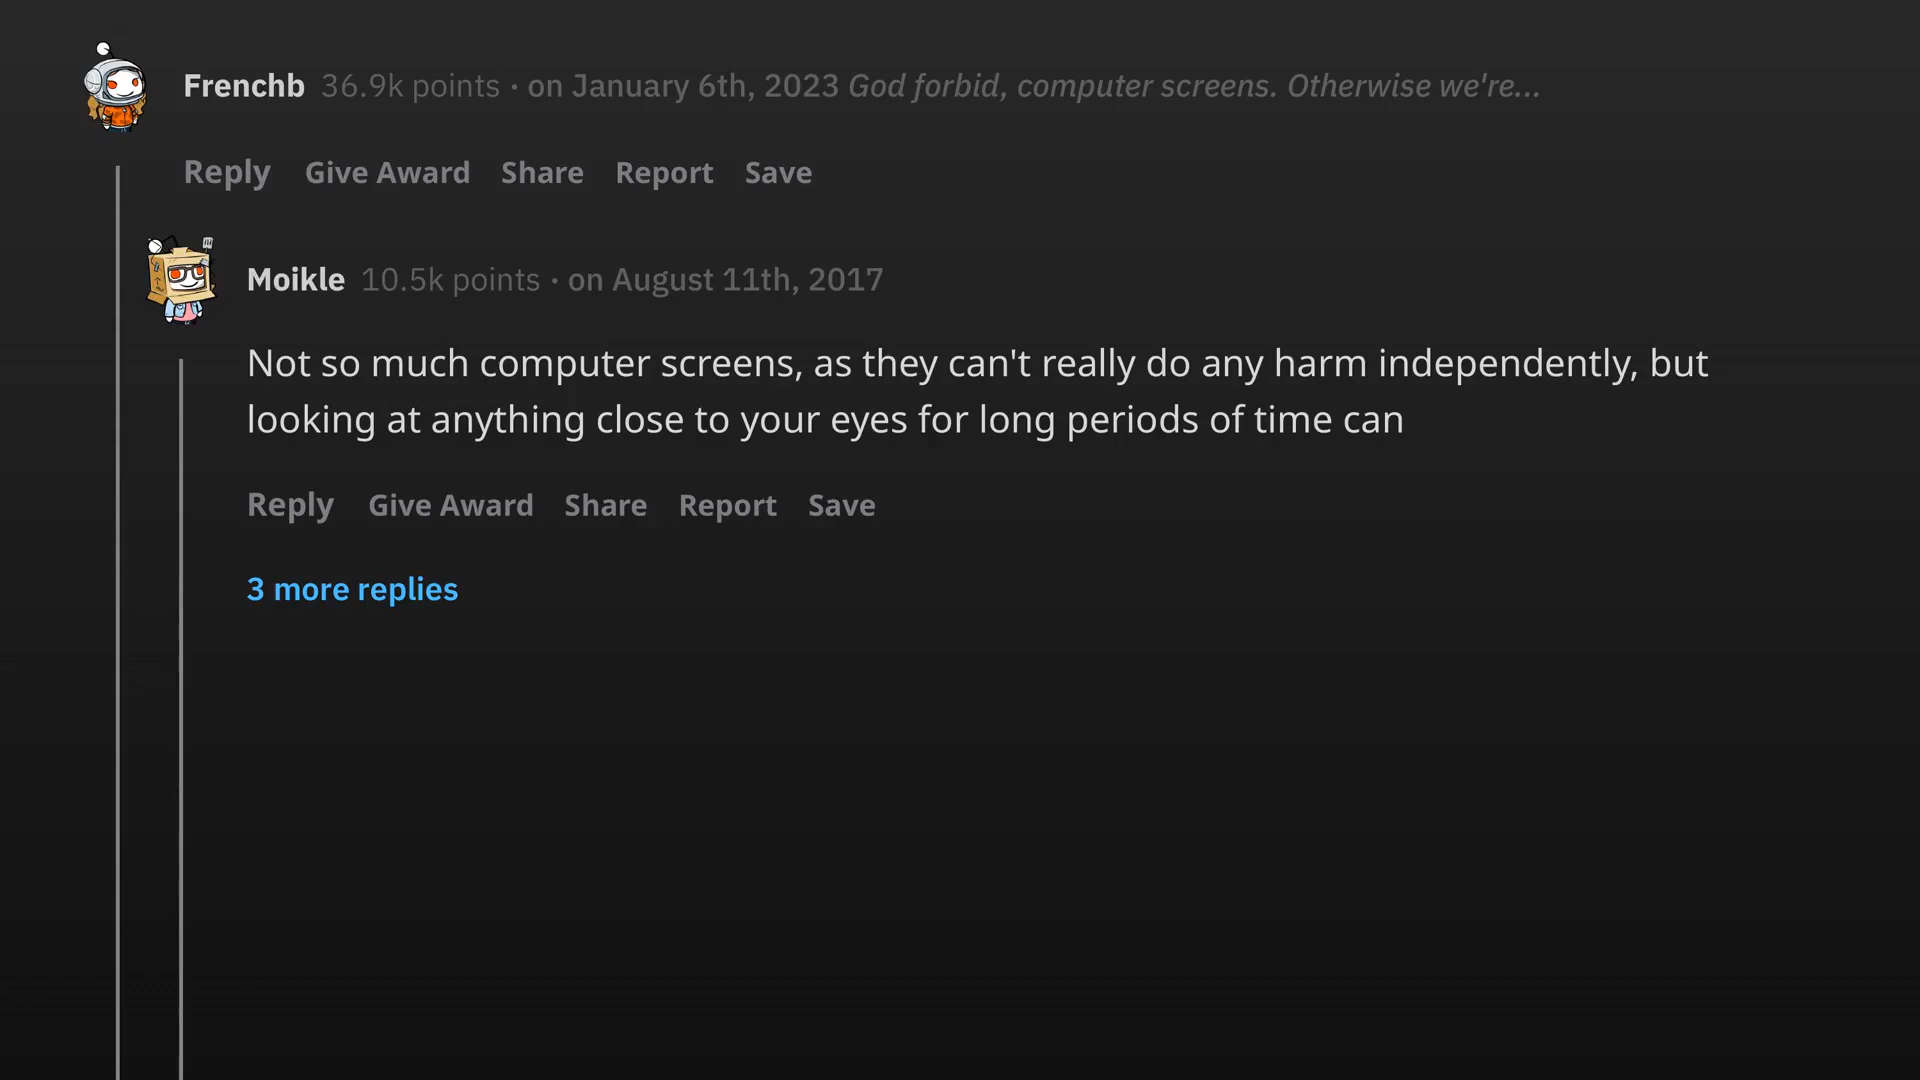 Frenchb 36.9k points · on January 6th, 2023 God forbid, computer screens. Otherwise we're...
Reply Give Award Share Report Save
Moikle 10.5k points · on August 11th, 2017
Not so much computer screens, as they can't really do any harm independently, but
looking at anything close to your eyes for long periods of time can
Reply Give Award Share Report Save
3 more replies